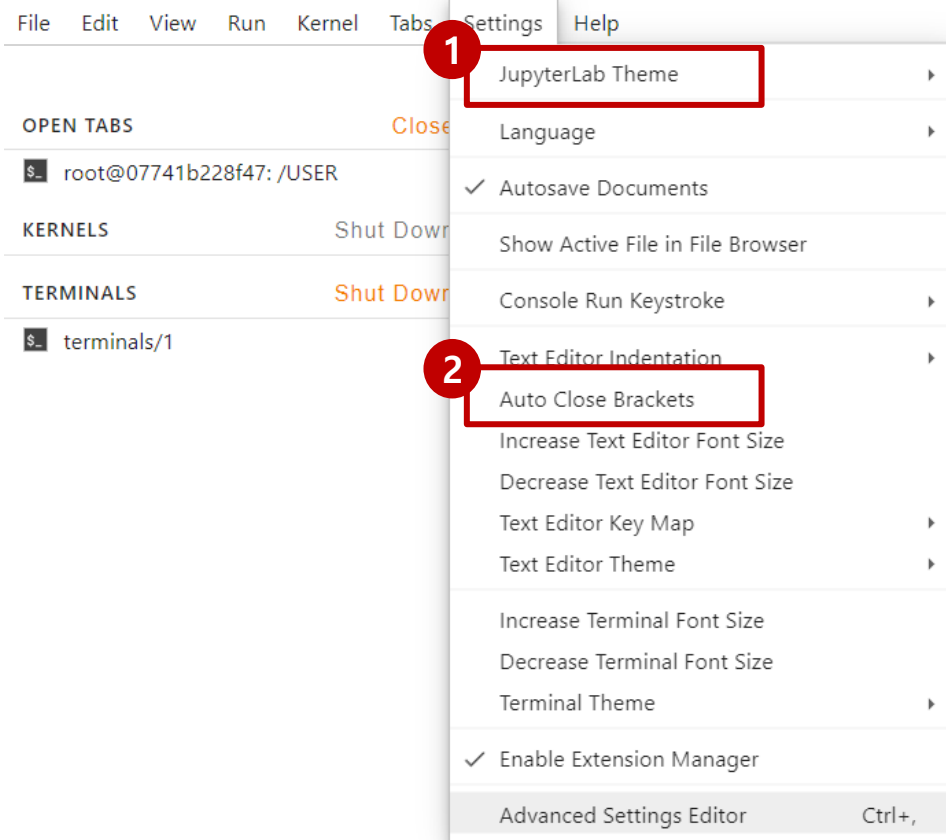 File Edit View Run Kernel Tabs Settings Help
1
JupyterLab Theme
OPEN TABS Close
Language
root@07741b228f47: /USER
Autosave Documents
KERNELS Shut Down
Show Active File in File Browser
TERMINALS Shut Down
Console Run Keystroke
terminals/1
Text Editor Indentation
2
Auto Close Brackets
Increase Text Editor Font Size
Decrease Text Editor Font Size
Text Editor Key Map
Text Editor Theme
Increase Terminal Font Size
Decrease Terminal Font Size
Terminal Theme
Enable Extension Manager
Advanced Settings Editor Ctrl+,